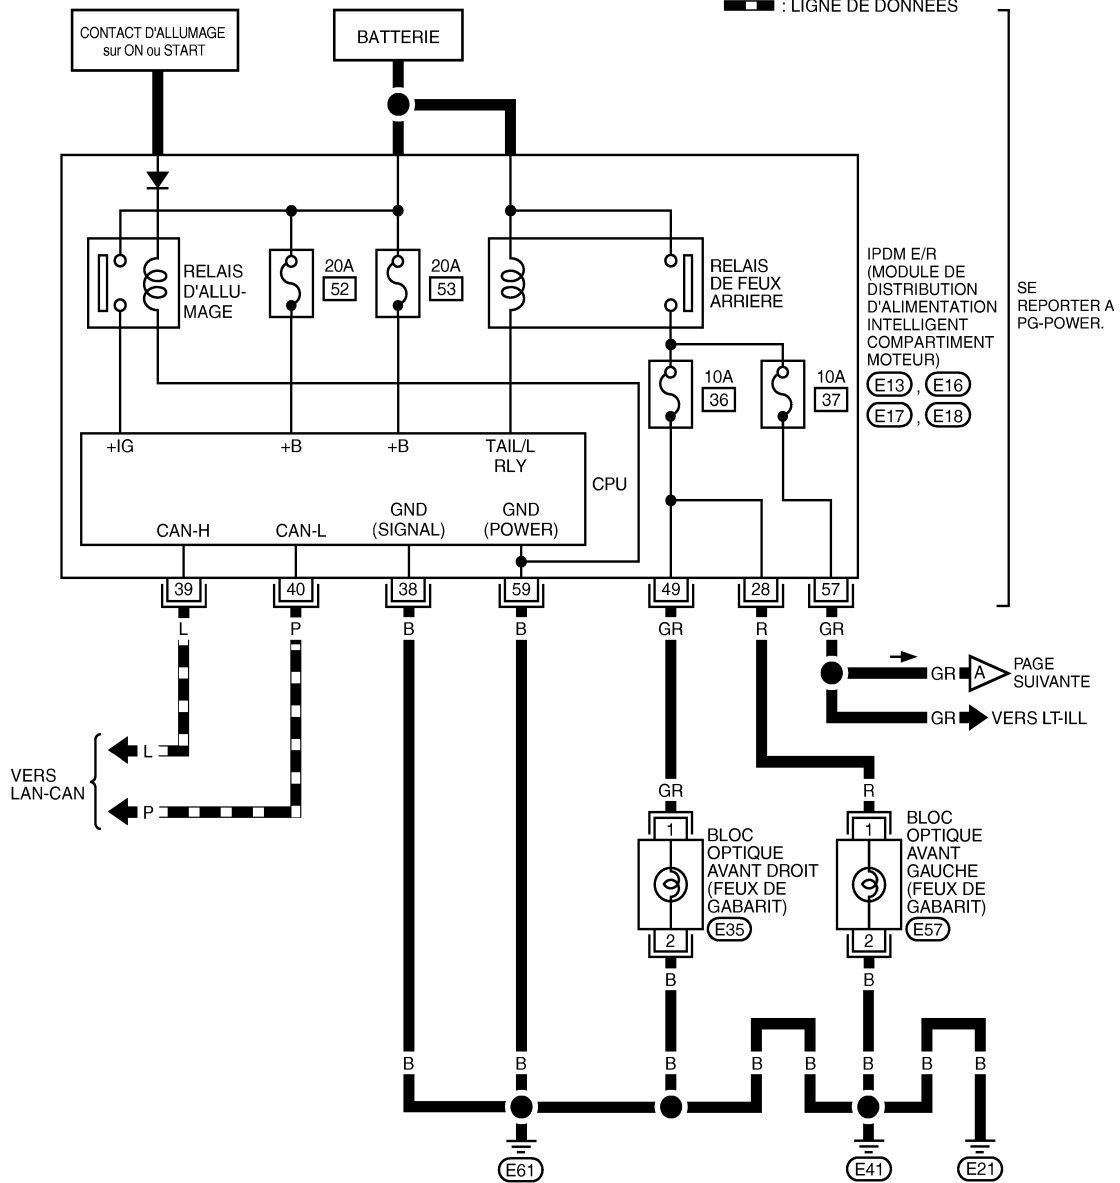 : LIGNE DE DONNEES
CONTACT D'ALLUMAGE
sur ON ou START
BATTERIE
RELAIS
D'ALLU-
MAGE
20A
52
20A
53
RELAIS
DE FEUX
ARRIERE
10A
36
10A
37
IPDM E/R
(MODULE DE
DISTRIBUTION
D'ALIMENTATION
INTELLIGENT
COMPARTIMENT
MOTEUR)
E13 , E16
E17 , E18
SE
REPORTER A
PG-POWER.
+IG
+B
+B
TAIL/L
RLY
CPU
CAN-H
CAN-L
GND
(SIGNAL)
GND
(POWER)
39
40
38
59
49
28
57
L
P
B
B
GR
R
GR
GR
A
PAGE
SUIVANTE
GR
VERS LT-ILL
VERS
LAN-CAN
L
P
GR
R
1
BLOC
OPTIQUE
AVANT DROIT
(FEUX DE
GABARIT)
E35
2
1
BLOC
OPTIQUE
AVANT
GAUCHE
(FEUX DE
GABARIT)
E57
2
B
B
B
B
B
B
B
B
B
B
E61
E41
E21